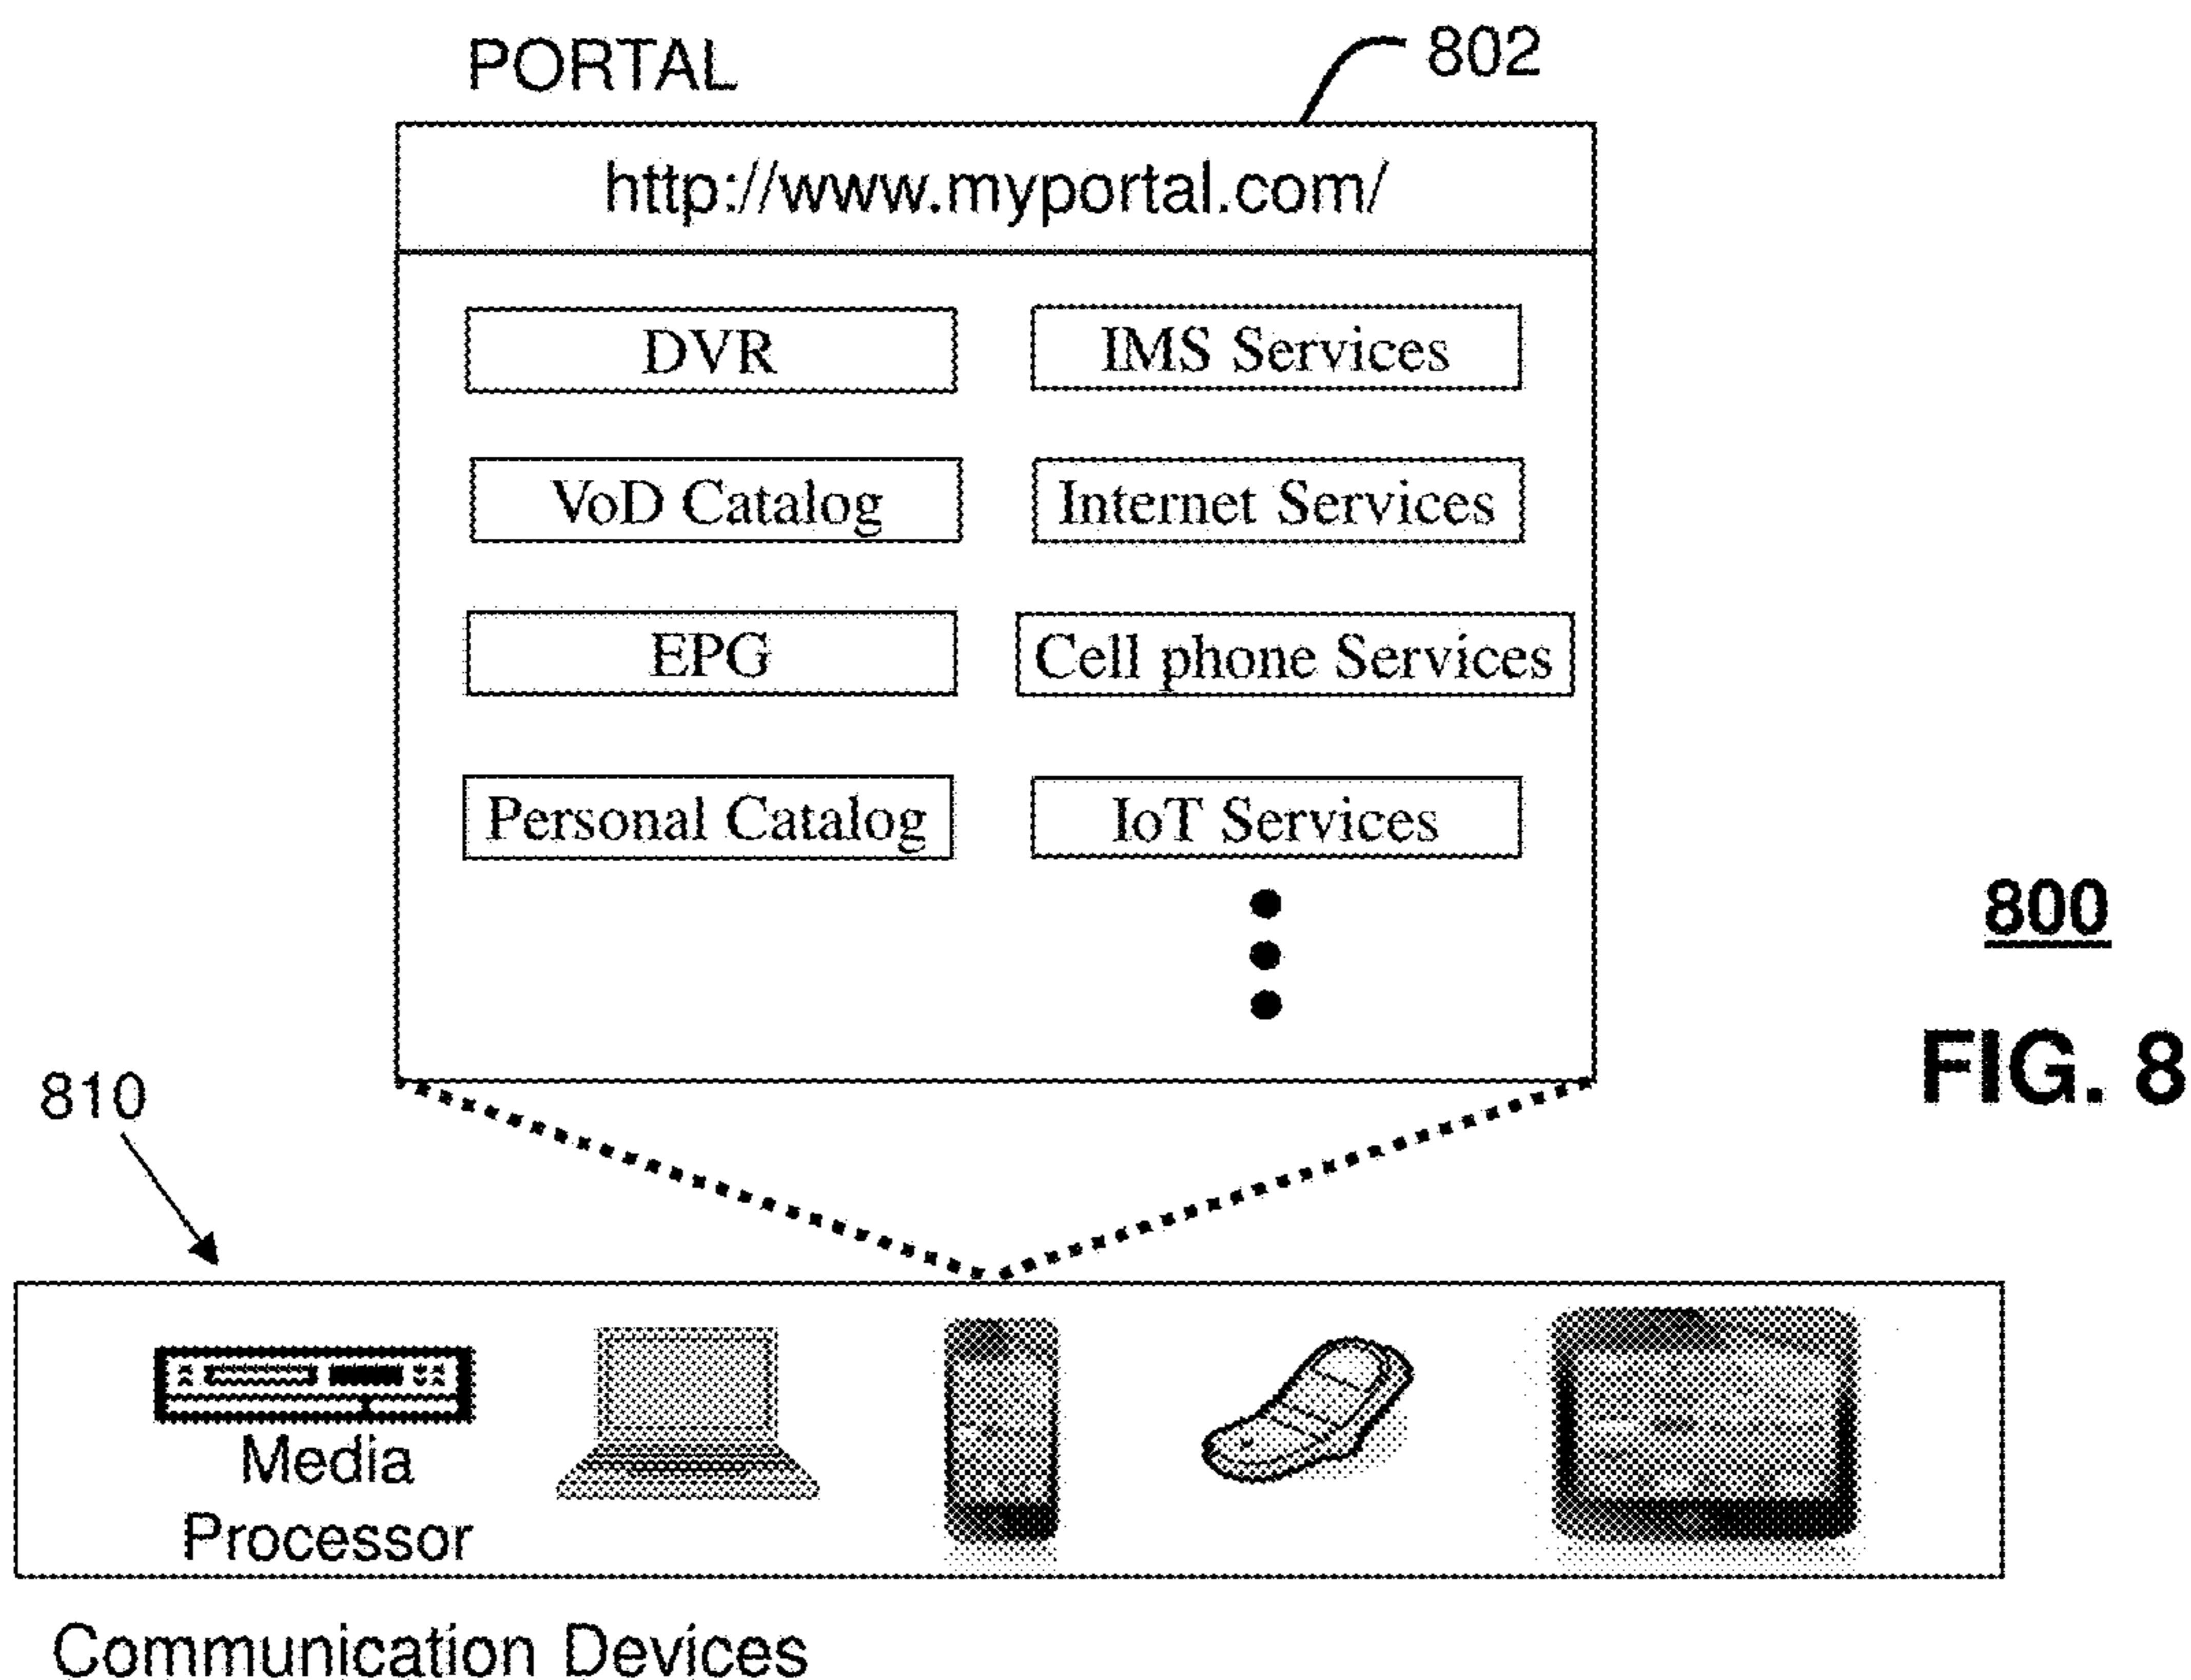 PORTAL
802
http://www.myportal.com/
DVR
IMS Services
VoD Catalog
Internet Services
EPG
Cell phone Services
Personal Catalog
IoT Services
800
FIG. 8
810
Media
Processor
Communication Devices